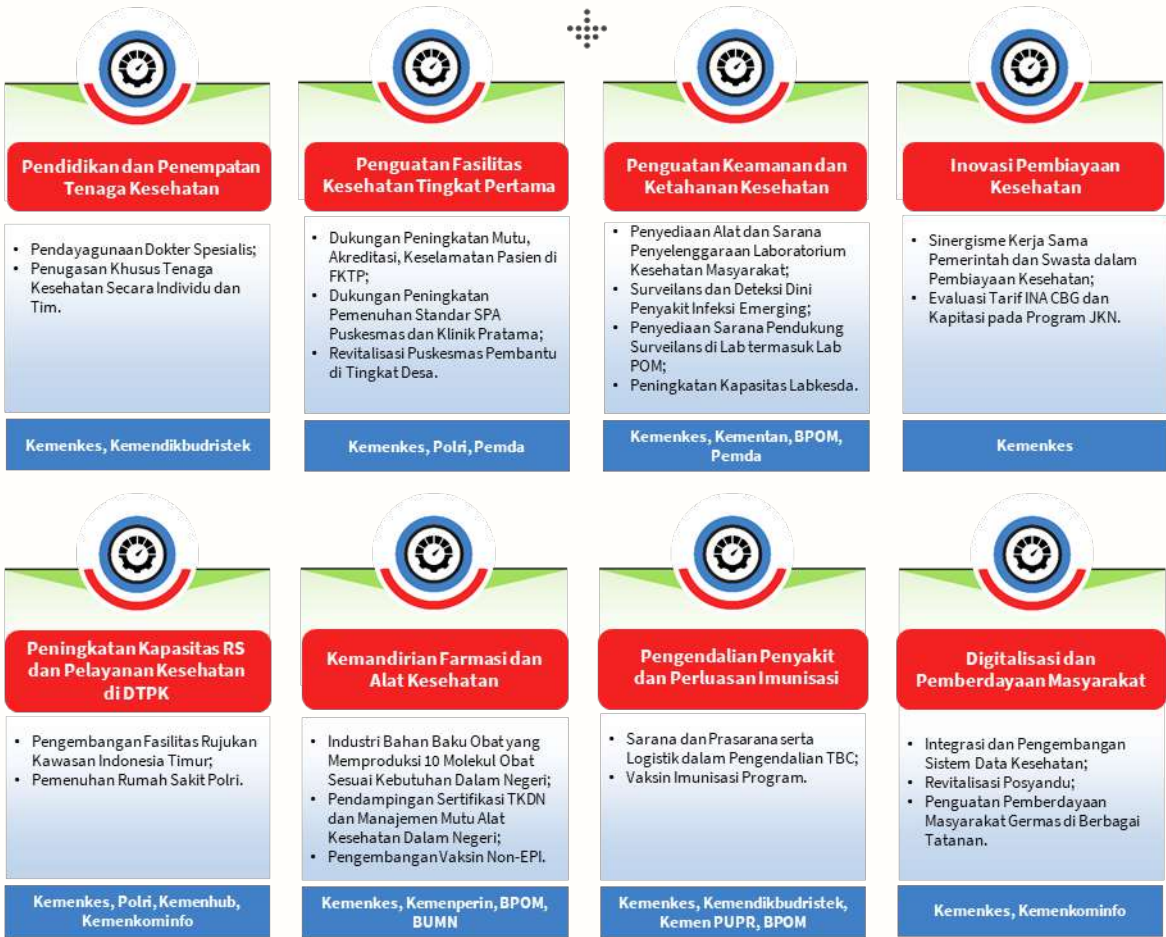 Pendidikan dan Penempatan
Tenaga Kesehatan
• Pendayagunaan Dokter Spesialis;
• Penugasan Khusus Tenaga
Kesehatan Secara Individu dan
Tim.
Kemenkes, Kemendikbudristek
Penguatan Fasilitas
Kesehatan Tingkat Pertama
• Dukungan Peningkatan Mutu,
Akreditasi, Keselamatan Pasien di
FKTP;
• Dukungan Peningkatan
Pemenuhan Standar SPA
Puskesmas dan Klinik Pratama;
• Revitalisasi Puskesmas Pembantu
di Tingkat Desa.
Kemenkes, Polri, Pemda
Penguatan Keamanan dan
Ketahanan Kesehatan
• Penyediaan Alat dan Sarana
Penyelenggaraan Laboratorium
Kesehatan Masyarakat;
• Surveilans dan Deteksi Dini
Penyakit Infeksi Emerging;
• Penyediaan Sarana Pendukung
Surveilans di Lab termasuk Lab
POM;
• Peningkatan Kapasitas Labkesda.
Kemenkes, Kementan, BPOM,
Pemda
Inovasi Pembiayaan
Kesehatan
• Sinergisme Kerja Sama
Pemerintah dan Swasta dalam
Pembiayaan Kesehatan;
• Evaluasi Tarif INA CBG dan
Kapitasi pada Program JKN.
Kemenkes
Peningkatan Kapasitas RS
dan Pelayanan Kesehatan
di DTPK
• Pengembangan Fasilitas Rujukan
Kawasan Indonesia Timur;
• Pemenuhan Rumah Sakit Polri.
Kemenkes, Polri, Kemenhub,
Kemenkominfo
Kemandirian Farmasi dan
Alat Kesehatan
• Industri Bahan Baku Obat yang
Memproduksi 10 Molekul Obat
Sesuai Kebutuhan Dalam Negeri;
• Pendampingan Sertifikasi TKDN
dan Manajemen Mutu Alat
Kesehatan Dalam Negeri;
• Pengembangan Vaksin Non-EPI.
Kemenkes, Kemenperin, BPOM,
BUMN
Pengendalian Penyakit
dan Perluasan Imunisasi
• Sarana dan Prasarana serta
Logistik dalam Pengendalian TBC;
• Vaksin Imunisasi Program.
Kemenkes, Kemendikbudristek,
Kemen PUPR, BPOM
Digitalisasi dan
Pemberdayaan Masyarakat
• Integrasi dan Pengembangan
Sistem Data Kesehatan;
• Revitalisasi Posyandu;
• Penguatan Pemberdayaan
Masyarakat Germas di Berbagai
Tatanan.
Kemenkes, Kemenkominfo